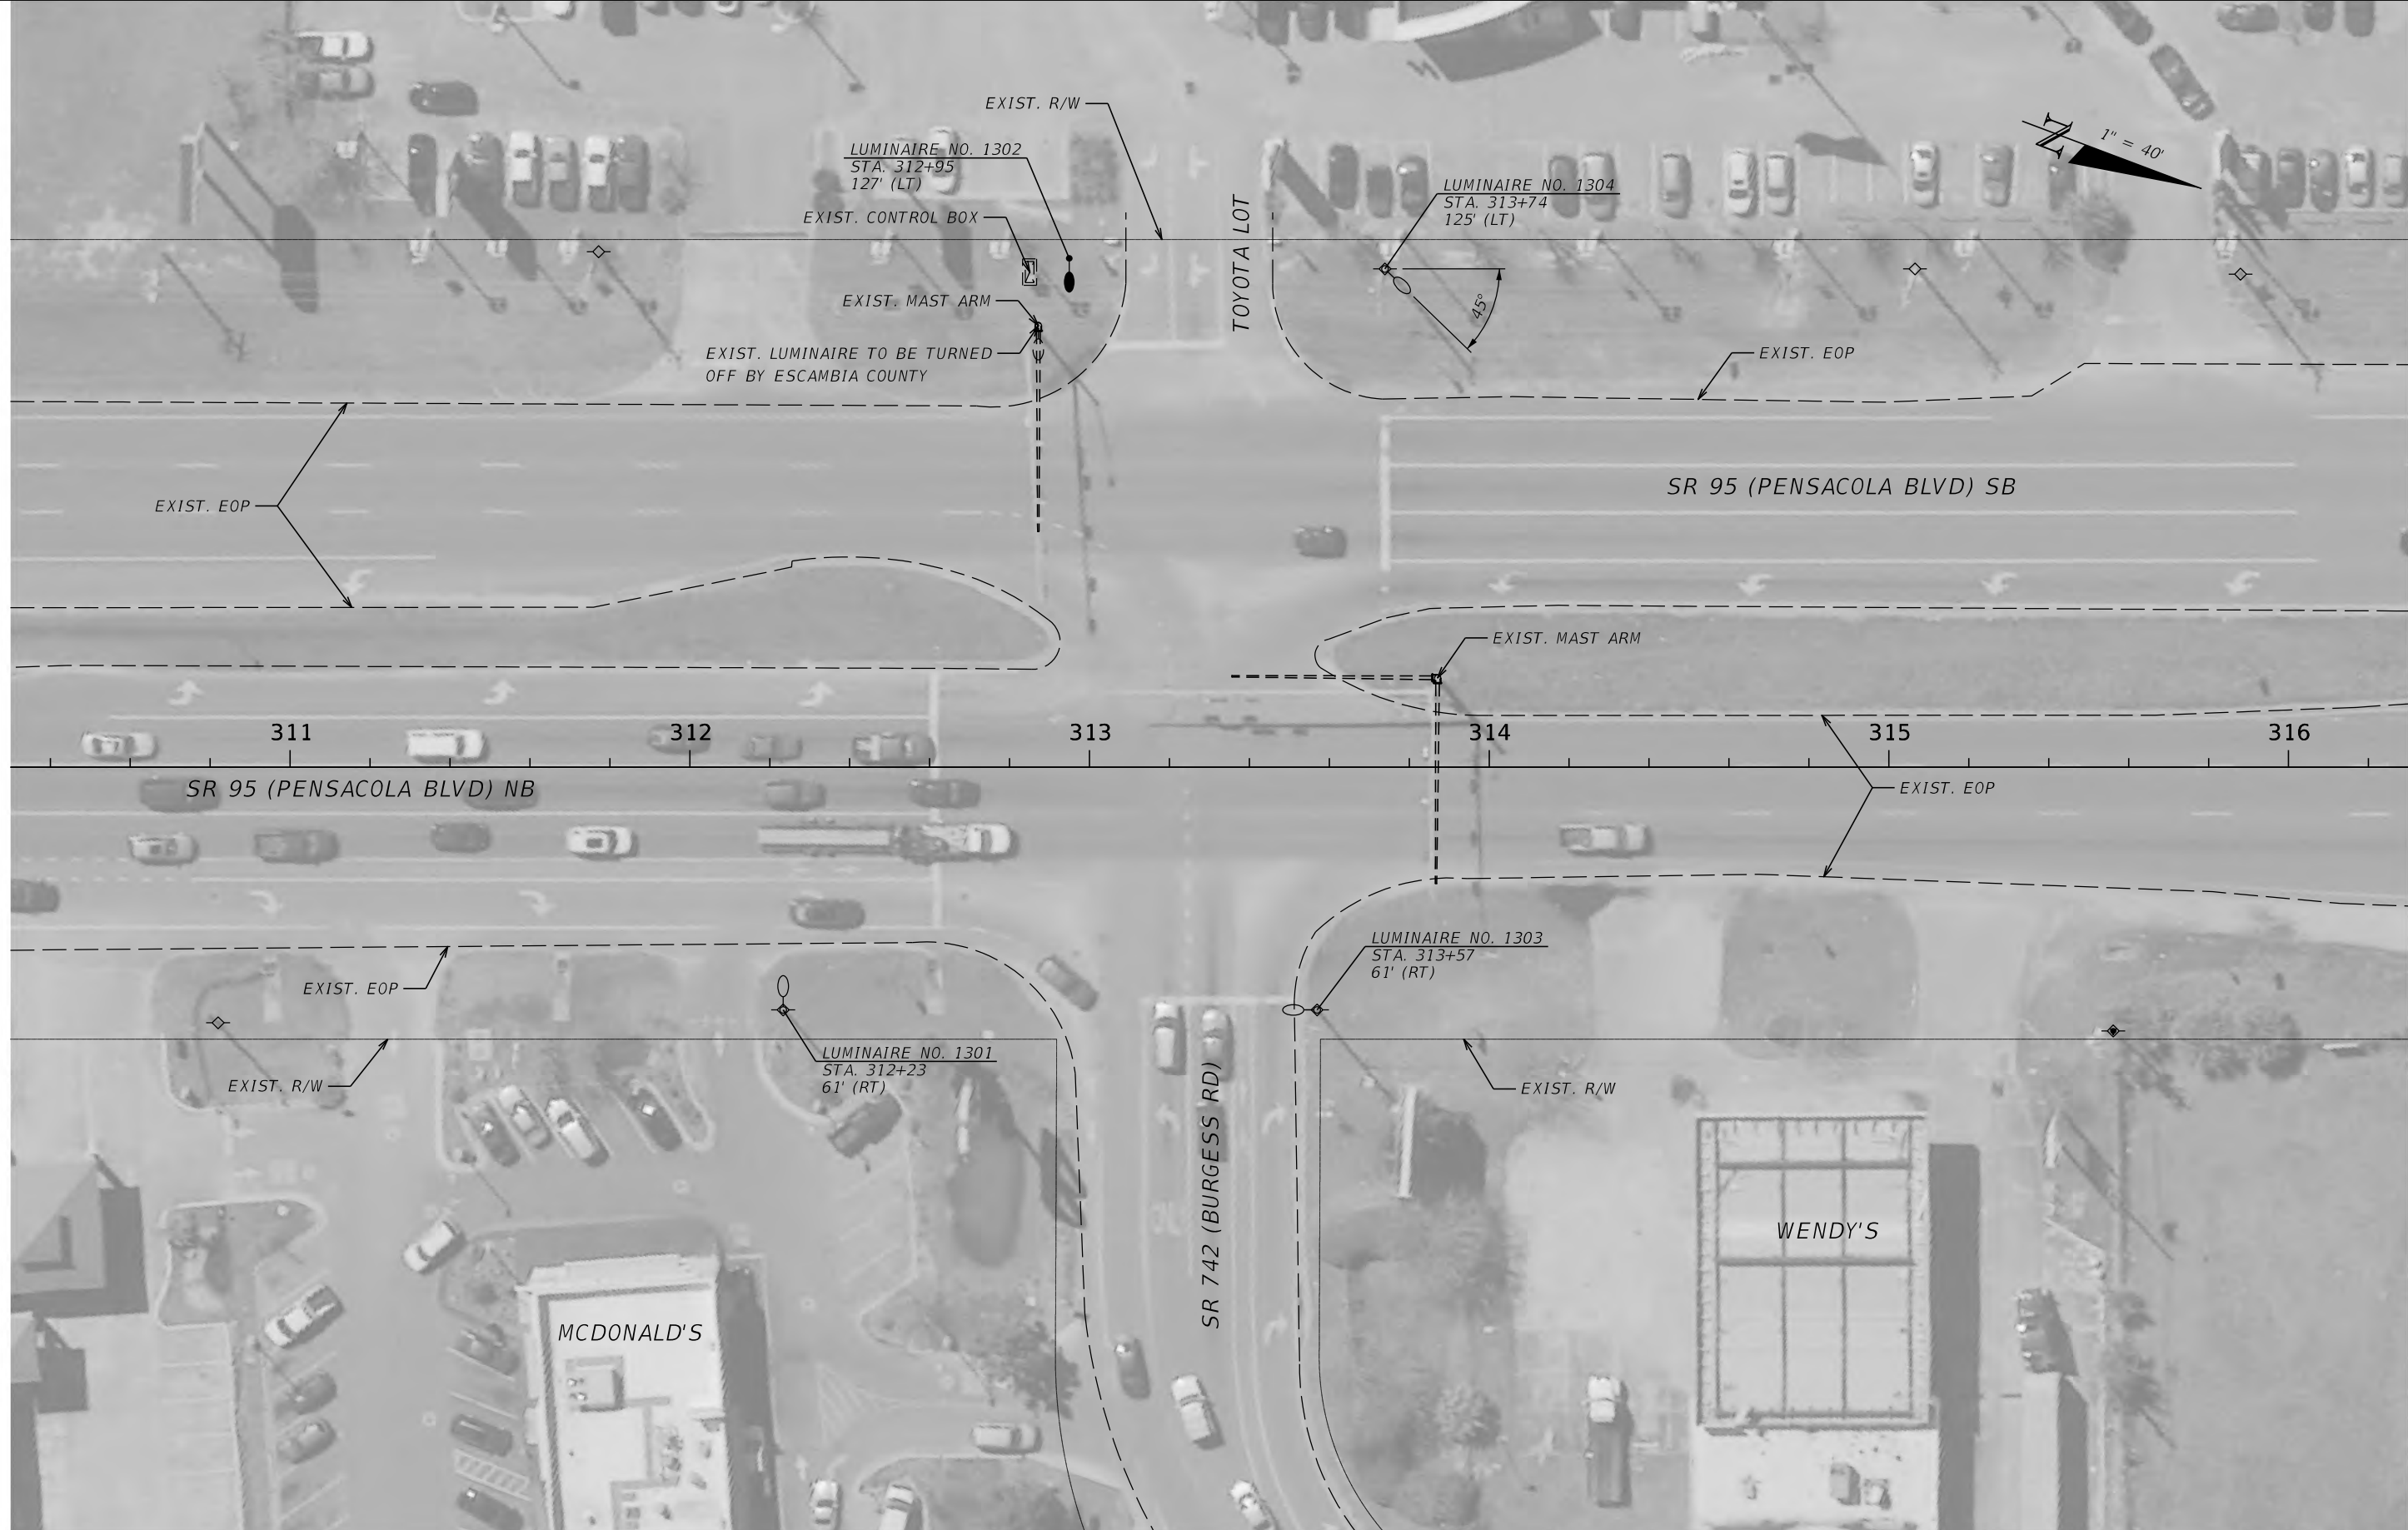 EXIST. R/W
LUMINAIRE NO. 1302
STA. 312+95
127' (LT)
EXIST. CONTROL BOX
EXIST. MAST ARM
EXIST. LUMINAIRE TO BE TURNED
OFF BY ESCAMBIA COUNTY
TOYOTA LOT
LUMINAIRE NO. 1304
STA. 313+74
125' (LT)
45°
N
1" = 40'
EXIST. EOP
EXIST. EOP
SR 95 (PENSACOLA BLVD) SB
EXIST. MAST ARM
311
312
313
314
315
316
SR 95 (PENSACOLA BLVD) NB
EXIST. EOP
EXIST. EOP
LUMINAIRE NO. 1303
STA. 313+57
61' (RT)
LUMINAIRE NO. 1301
STA. 312+23
61' (RT)
EXIST. R/W
EXIST. R/W
SR 742 (BURGESS RD)
WENDY'S
MCDONALD'S